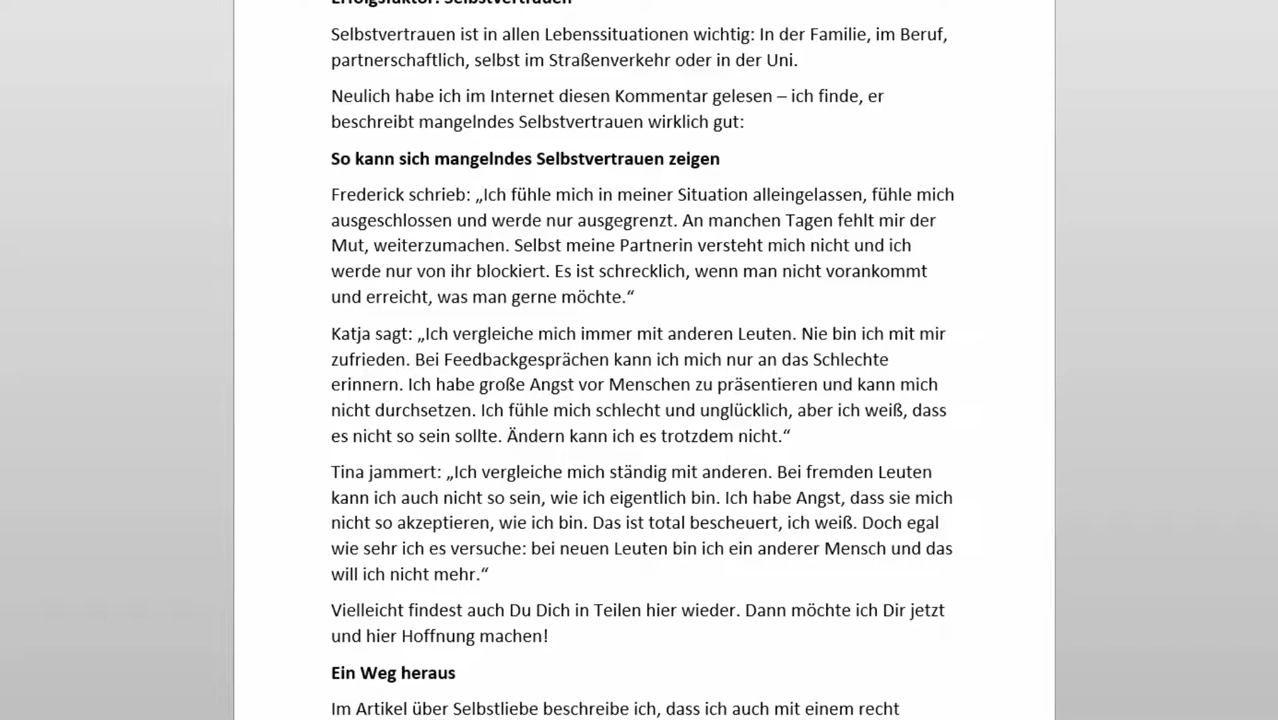 Erfolgsfaktor: Selbstvertrauen
Selbstvertrauen ist in allen Lebenssituationen wichtig: In der Familie, im Beruf,
partnerschaftlich, selbst im Straßenverkehr oder in der Uni.
Neulich habe ich im Internet diesen Kommentar gelesen – ich finde, er
beschreibt mangelndes Selbstvertrauen wirklich gut:
So kann sich mangelndes Selbstvertrauen zeigen
Frederick schrieb: „Ich fühle mich in meiner Situation alleingelassen, fühle mich
ausgeschlossen und werde nur ausgegrenzt. An manchen Tagen fehlt mir der
Mut, weiterzumachen. Selbst meine Partnerin versteht mich nicht und ich
werde nur von ihr blockiert. Es ist schrecklich, wenn man nicht vorankommt
und erreicht, was man gerne möchte.“
Katja sagt: „Ich vergleiche mich immer mit anderen Leuten. Nie bin ich mit mir
zufrieden. Bei Feedbackgesprächen kann ich mich nur an das Schlechte
erinnern. Ich habe große Angst vor Menschen zu präsentieren und kann mich
nicht durchsetzen. Ich fühle mich schlecht und unglücklich, aber ich weiß, dass
es nicht so sein sollte. Ändern kann ich es trotzdem nicht.“
Tina jammert: „Ich vergleiche mich ständig mit anderen. Bei fremden Leuten
kann ich auch nicht so sein, wie ich eigentlich bin. Ich habe Angst, dass sie mich
nicht so akzeptieren, wie ich bin. Das ist total bescheuert, ich weiß. Doch egal
wie sehr ich es versuche: bei neuen Leuten bin ich ein anderer Mensch und das
will ich nicht mehr.“
Vielleicht findest auch Du Dich in Teilen hier wieder. Dann möchte ich Dir jetzt
und hier Hoffnung machen!
Ein Weg heraus
Im Artikel über Selbstliebe beschreibe ich, dass ich auch mit einem recht